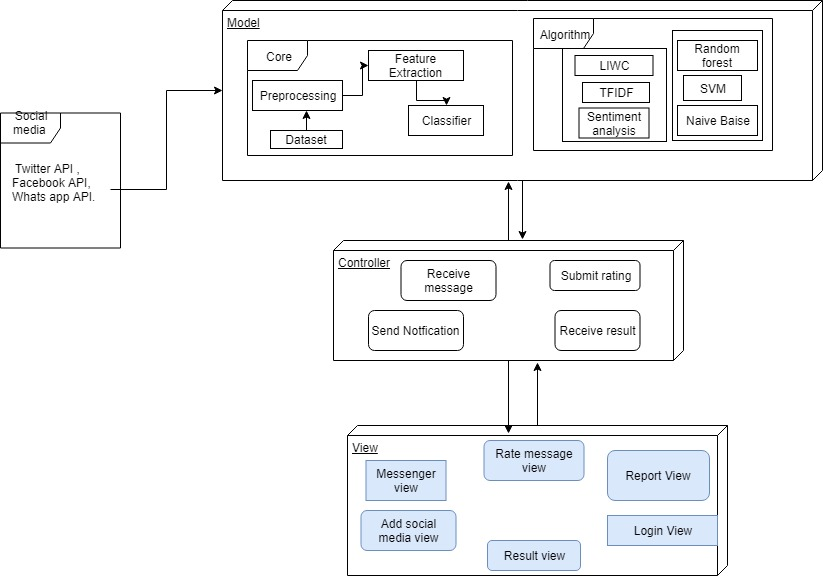 Model
Core
Feature
Extraction
Preprocessing
Classifier
Dataset
Algorithm
LIWC
TFIDF
Sentiment
analysis
Random
forest
SVM
Naive Baise
Social
media
Twitter API ,
Facebook API,
Whats app API.
Controller
Receive
message
Submit rating
Send Notfication
Receive result
View
Rate message
view
Messenger
view
Report View
Add social
media view
Login View
Result view